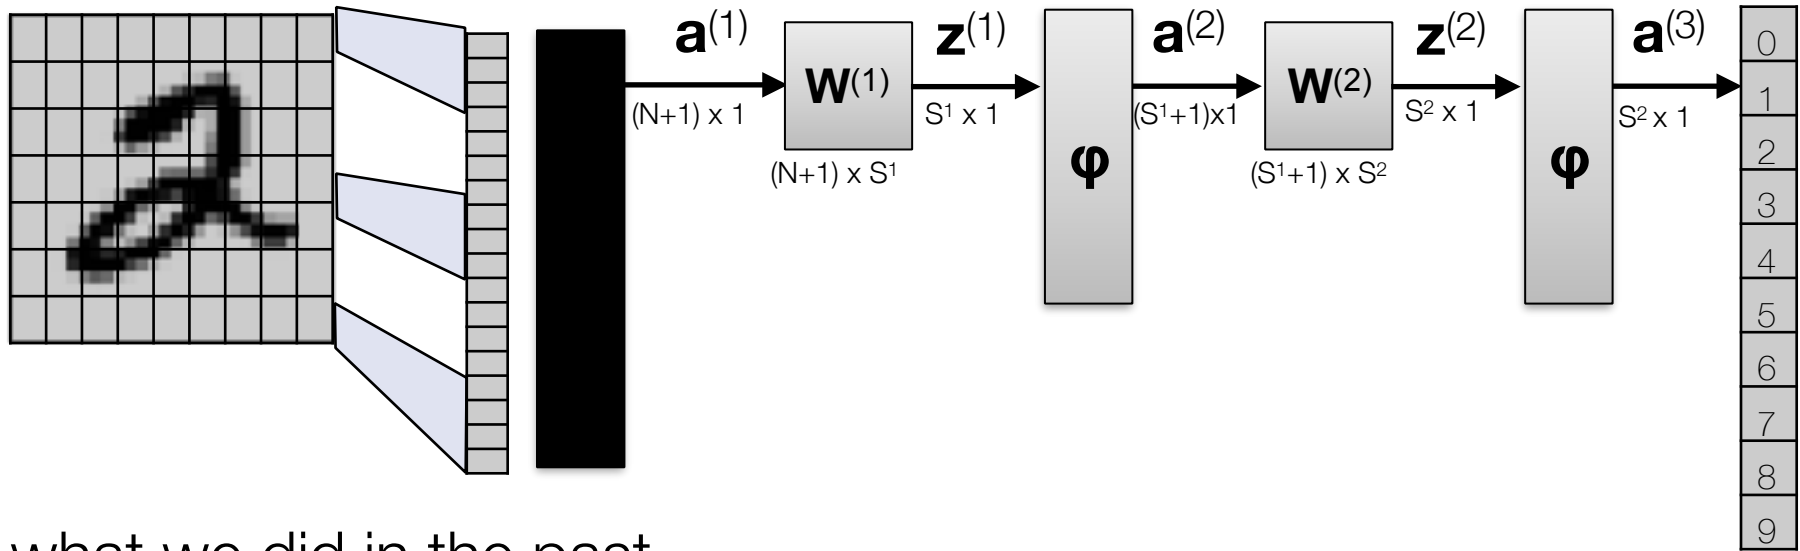 a(1)
(N+1) x 1
W(1)
(N+1) x S¹
z(1)
S¹ x 1
φ
a(2)
(S¹+1)x1
W(2)
(S¹+1) x S²
z(2)
S² x 1
φ
a(3)
S² x 1
0
1
2
3
4
5
6
7
8
9
what we did in the past